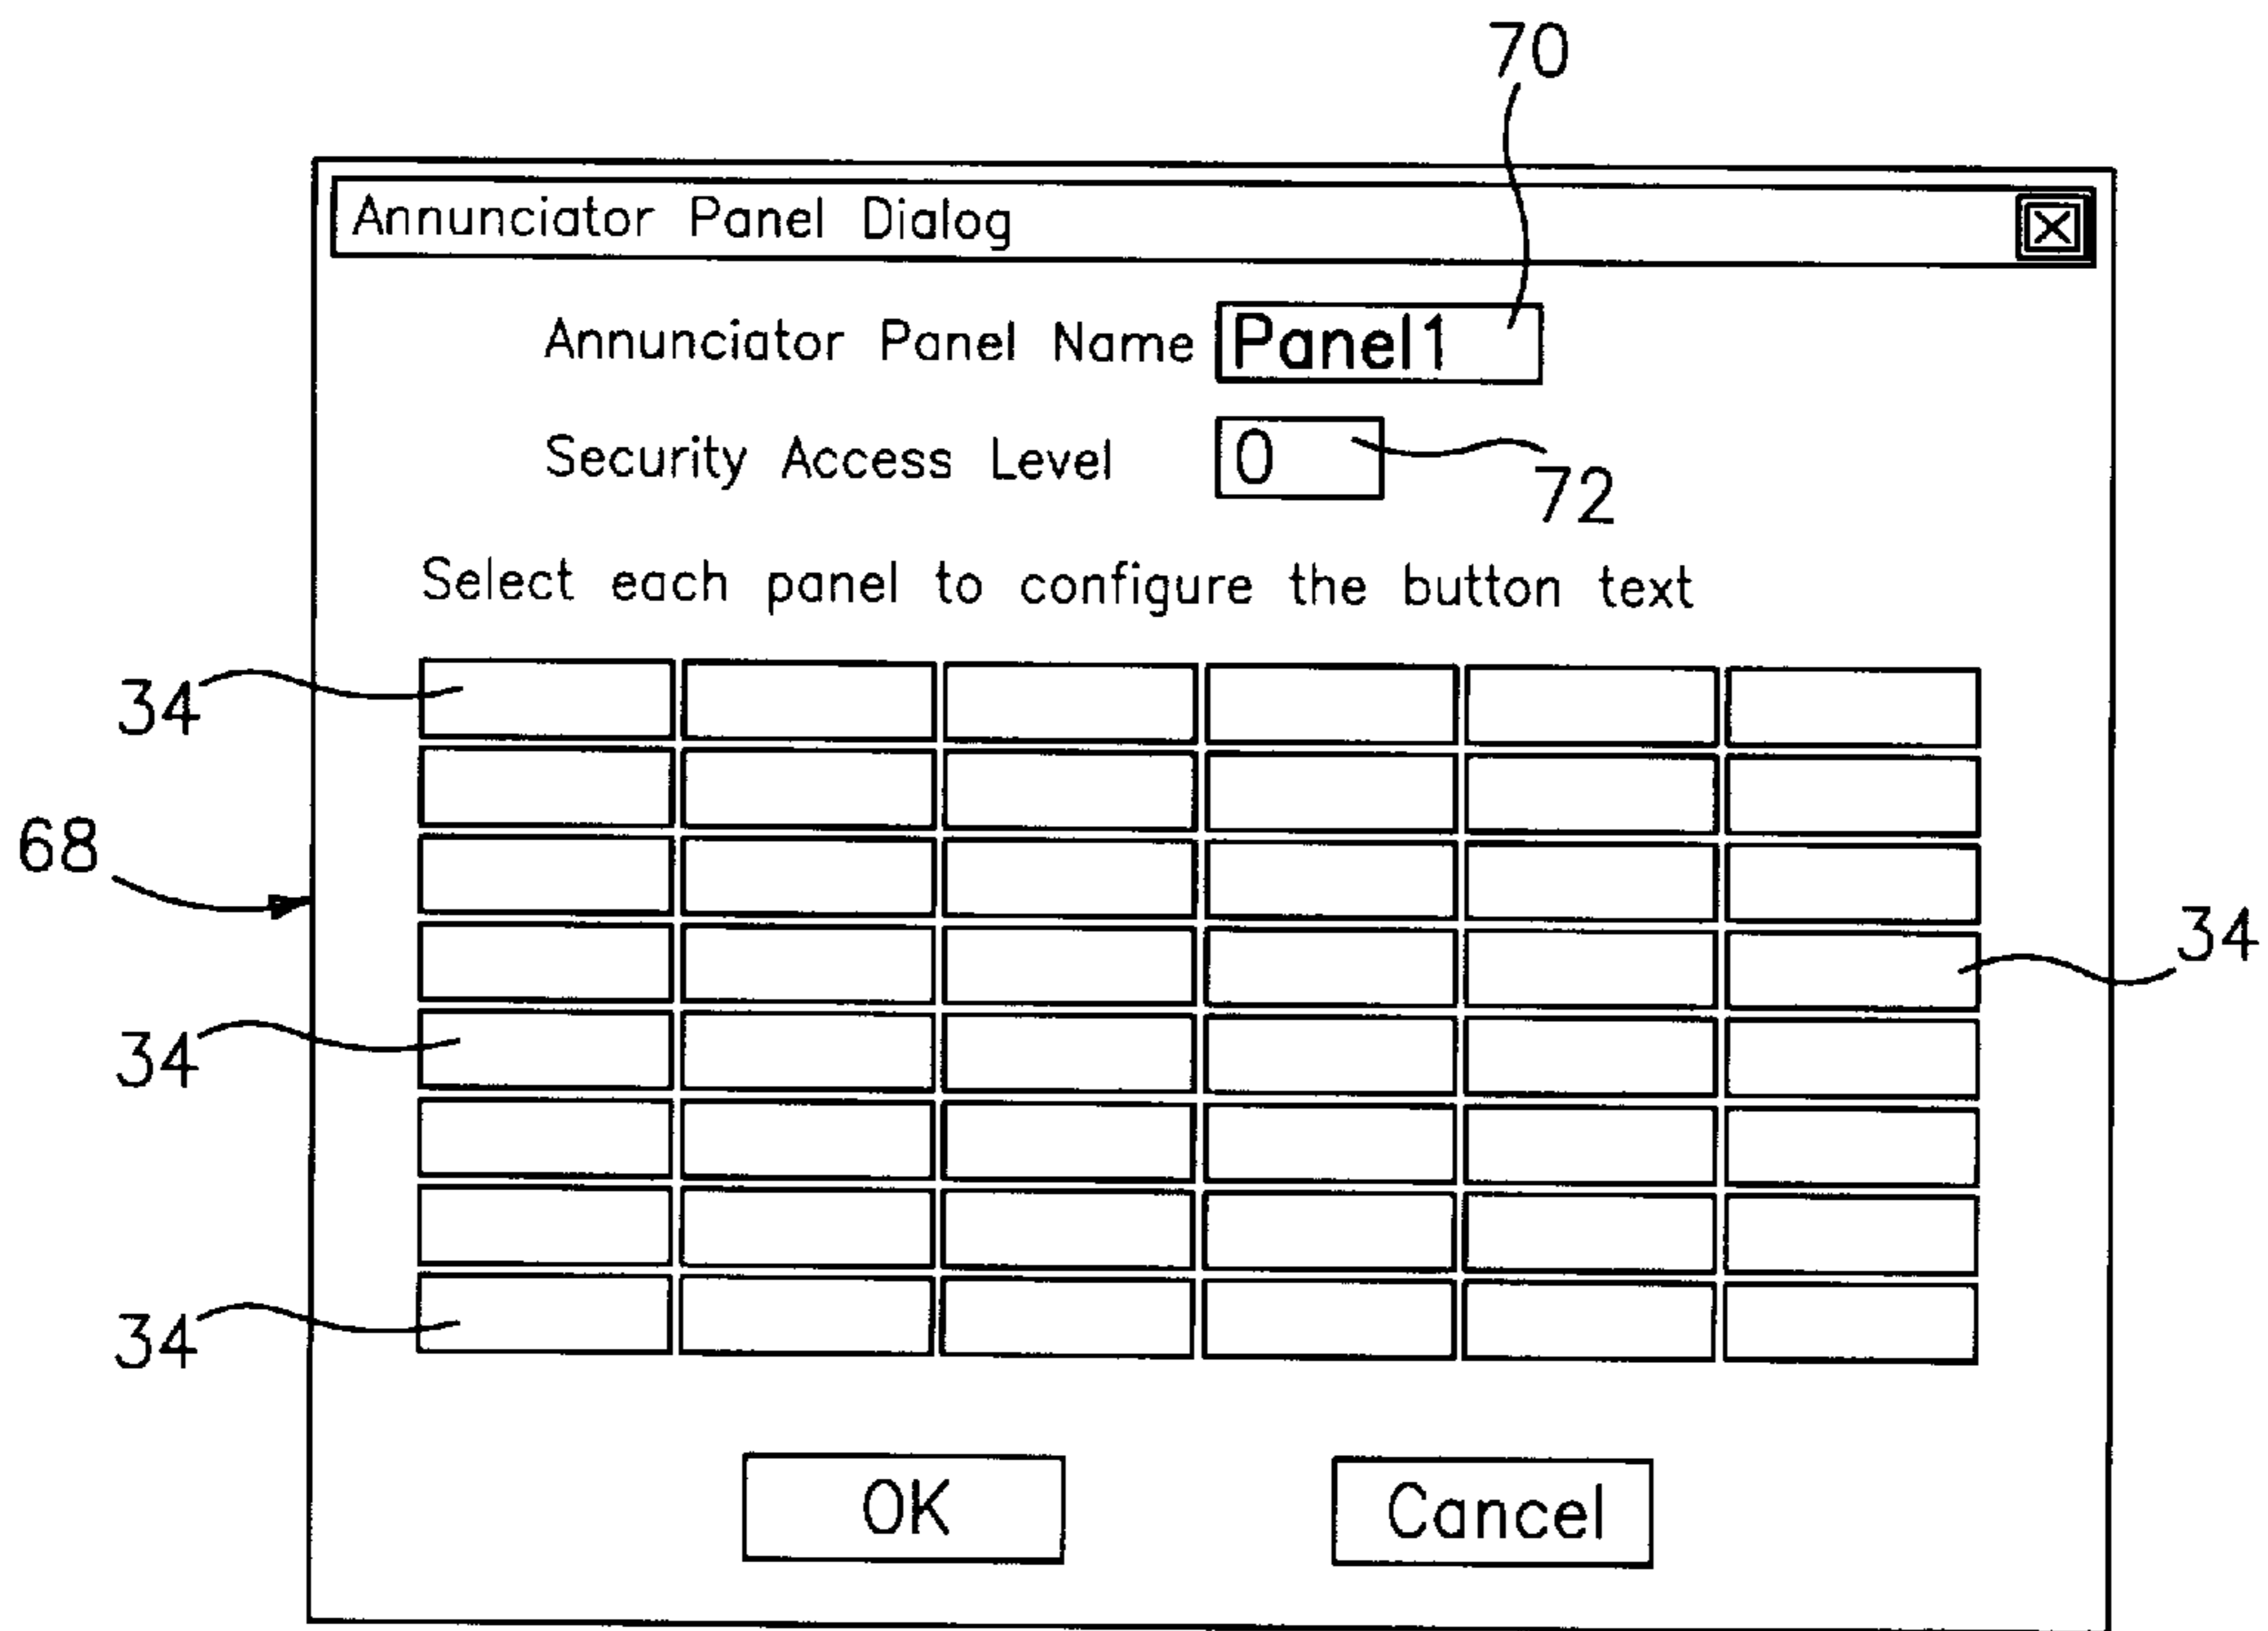 70
Annunciator Panel Dialog
Annunciator Panel Name Panel1
Security Access Level 0
72
Select each panel to configure the button text
34
68
34
34
34
OK Cancel